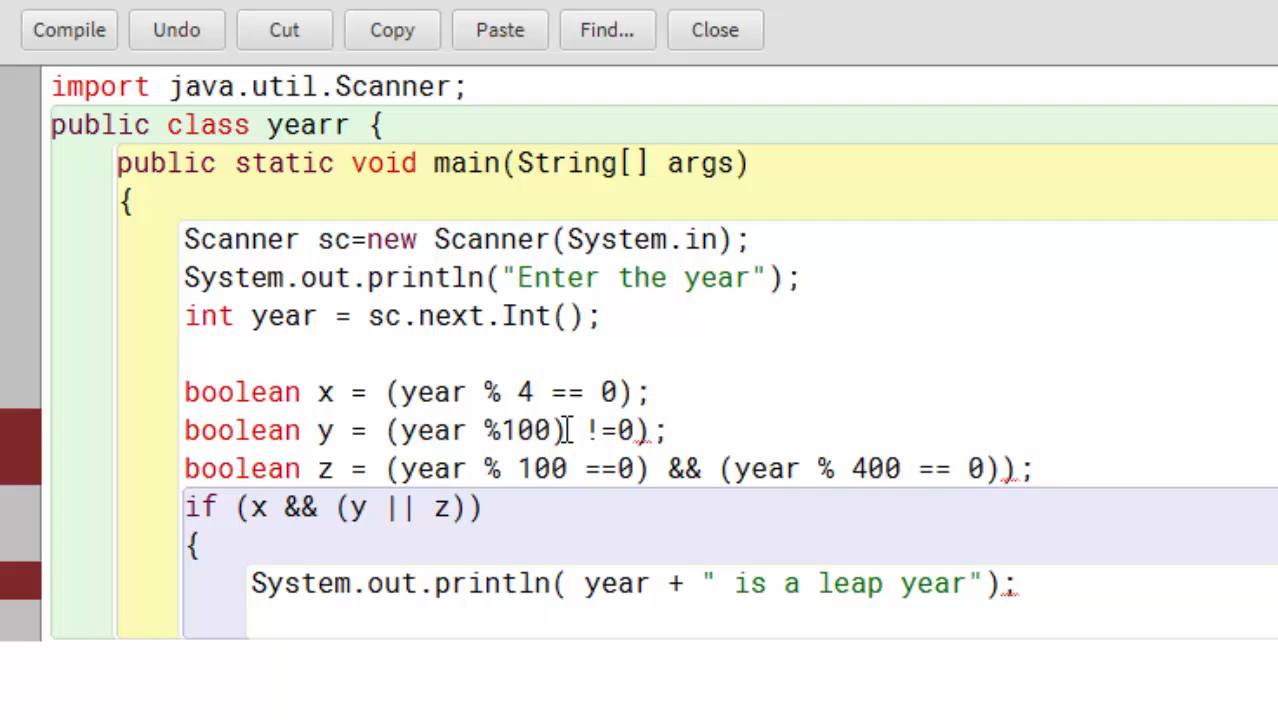 Compile Undo Cut Copy Paste Find... Close
import java.util.Scanner;
public class yearr {
public static void main(String[] args)
{
Scanner sc=new Scanner(System.in);
System.out.println("Enter the year");
int year = sc.next.Int();
boolean x = (year % 4 == 0);
boolean y = (year %100) !=0);
boolean z = (year % 100 ==0) && (year % 400 == 0));
if (x && (y || z))
{
System.out.println( year + " is a leap year");